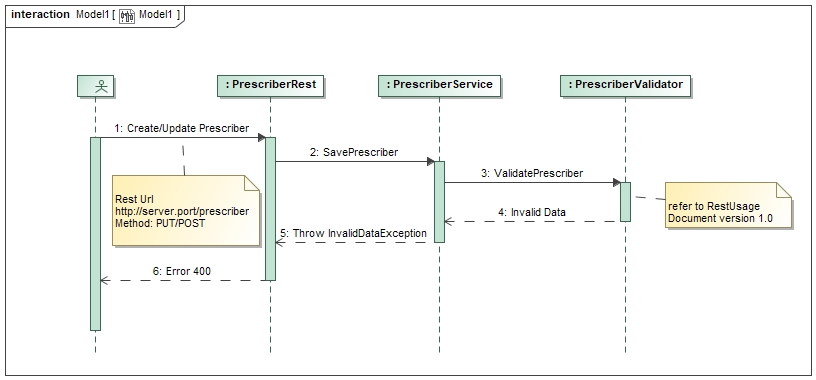 interaction Model1 [ Model1 ]
: PrescriberRest
: PrescriberService
: PrescriberValidator
1: Create/Update Prescriber
2: SavePrescriber
3: ValidatePrescriber
Rest Url
http://server.port/prescriber
Method: PUT/POST
refer to RestUsage
Document version 1.0
4: Invalid Data
5: Throw InvalidDataException
6: Error 400